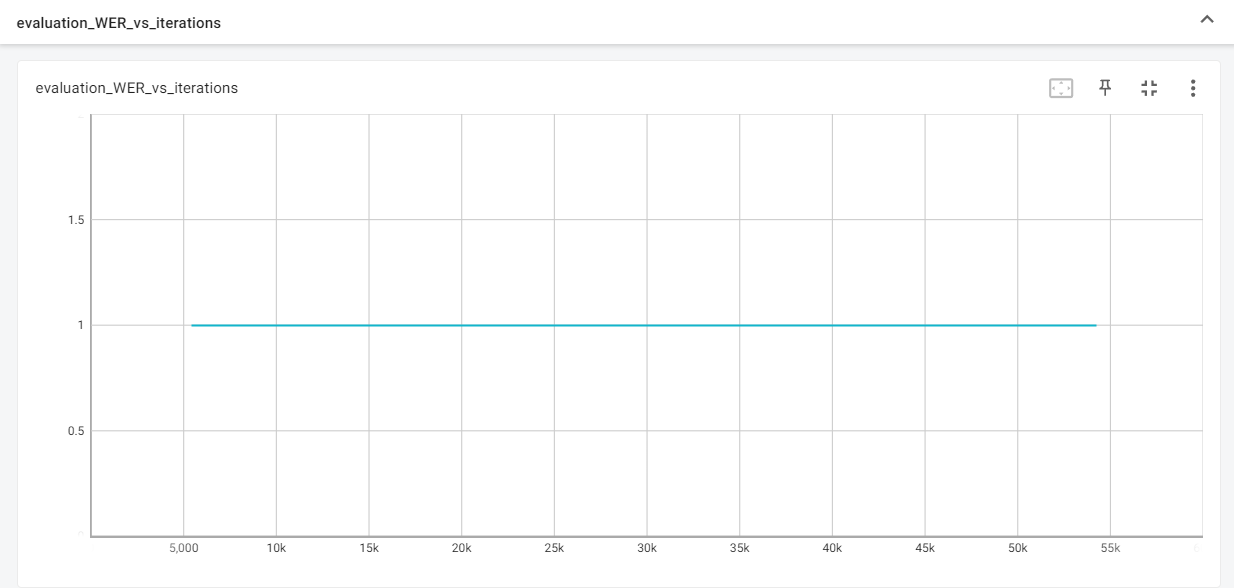 evaluation_WER_vs_iterations
evaluation_WER_vs_iterations
1.5
1
0.5
5,000 10k 15k 20k 25k 30k 35k 40k 45k 50k 55k